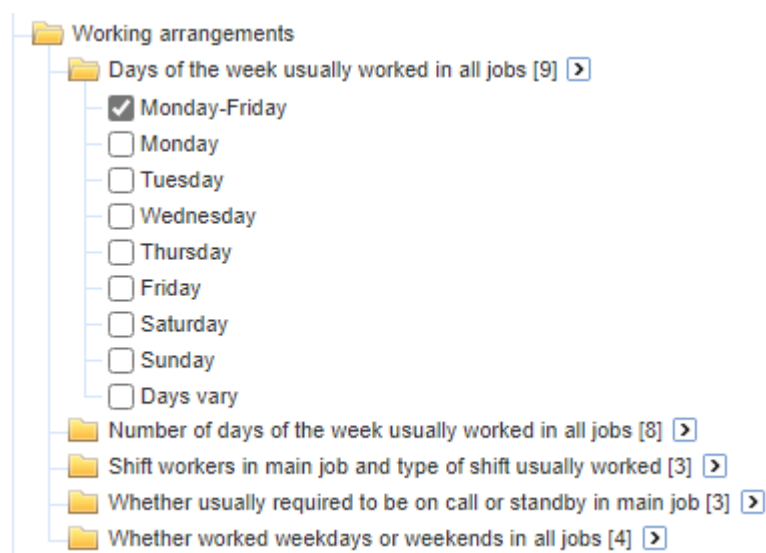 Working arrangements
Days of the week usually worked in all jobs [9]
Monday-Friday
Monday
Tuesday
Wednesday
Thursday
Friday
Saturday
Sunday
Days vary
Number of days of the week usually worked in all jobs [8]
Shift workers in main job and type of shift usually worked [3]
Whether usually required to be on call or standby in main job [3]
Whether worked weekdays or weekends in all jobs [4]